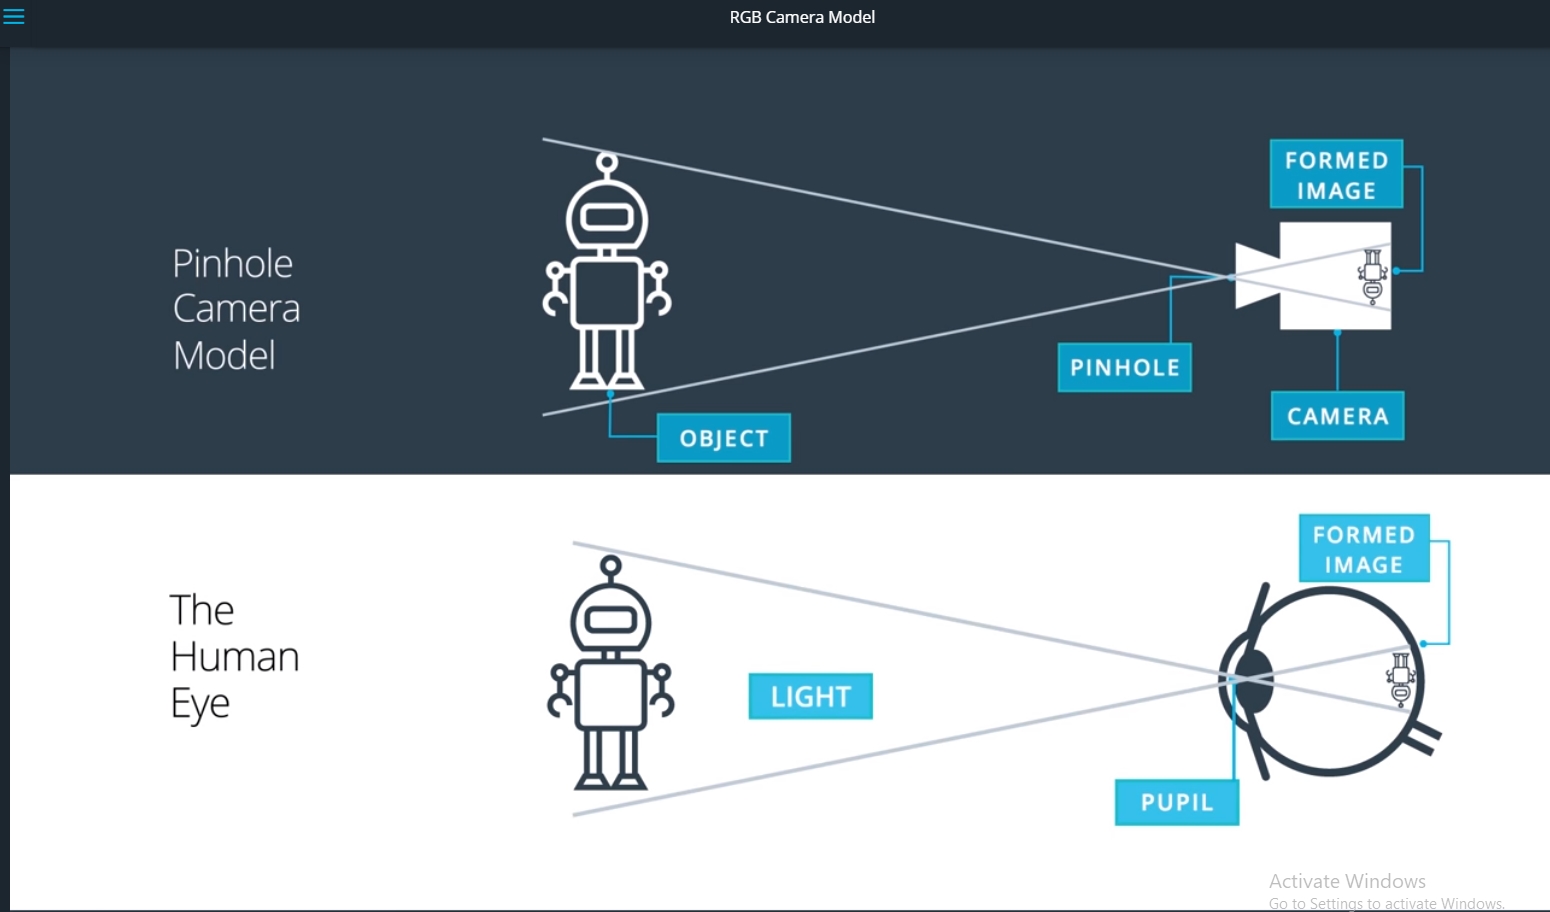 RGB Camera Model
FORMED
IMAGE
Pinhole
Camera
Model
PINHOLE
CAMERA
OBJECT
FORMED
IMAGE
The
Human
Eye
LIGHT
PUPIL
Activate Windows
Go to Settings to activate Windows.